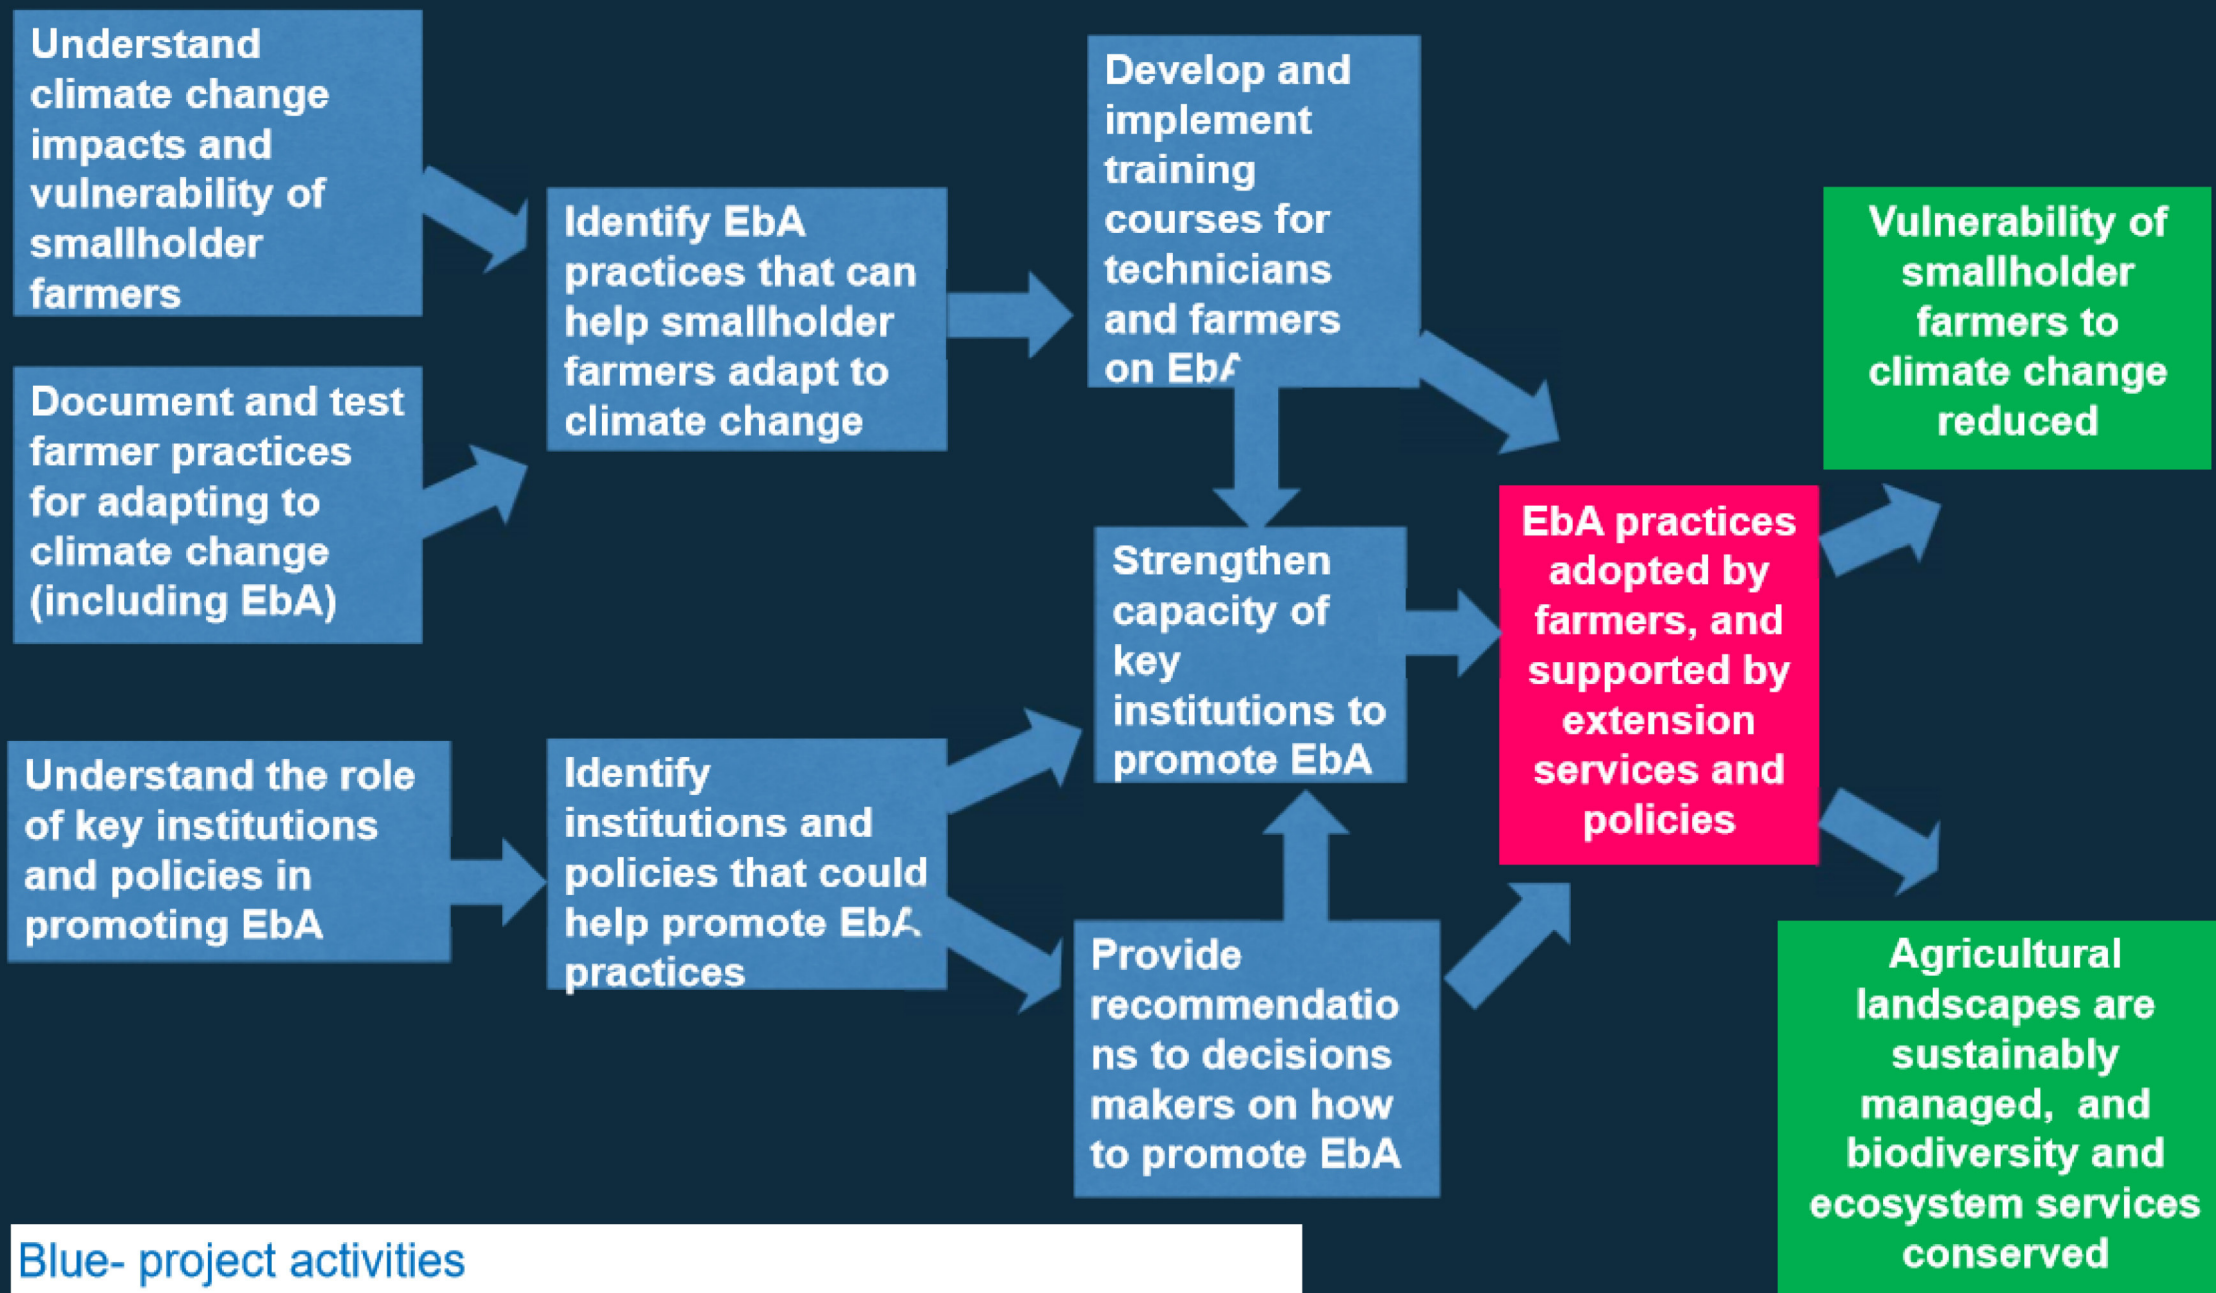 Understand
climate change
impacts and
vulnerability of
smallholder
farmers
Document and test
farmer practices
for adapting to
climate change
(including EbA)
Understand the role
of key institutions
and policies in
promoting EbA
Identify EbA
practices that can
help smallholder
farmers adapt to
climate change
Identify
institutions and
policies that could
help promote EbA
practices
Develop and
implement
training
courses for
technicians
and farmers
on EbA
Strengthen
capacity of
key
institutions to
promote EbA
Provide
recommendatio
ns to decisions
makers on how
to promote EbA
EbA practices
adopted by
farmers, and
supported by
extension
services and
policies
Vulnerability of
smallholder
farmers to
climate change
reduced
Agricultural
landscapes are
sustainably
managed, and
biodiversity and
ecosystem services
conserved
Blue- project activities